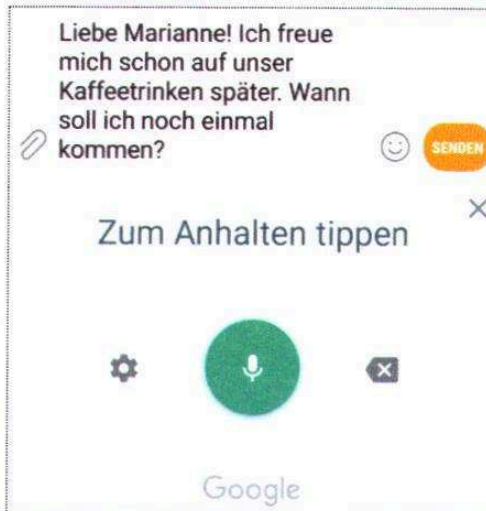 Liebe Marianne! Ich freue
mich schon auf unser
Kaffeetrinken später. Wann
soll ich noch einmal
kommen?
SENDEN
Zum Anhalten tippen
Google